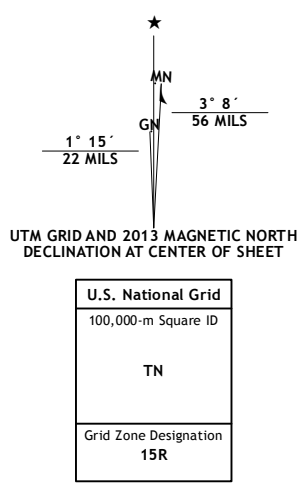 ★
MN
3° 8´
56 MILS
GN
1° 15´
22 MILS
UTM GRID AND 2013 MAGNETIC NORTH
DECLINATION AT CENTER OF SHEET
U.S. National Grid
100,000-m Square ID
TN
Grid Zone Designation
15R